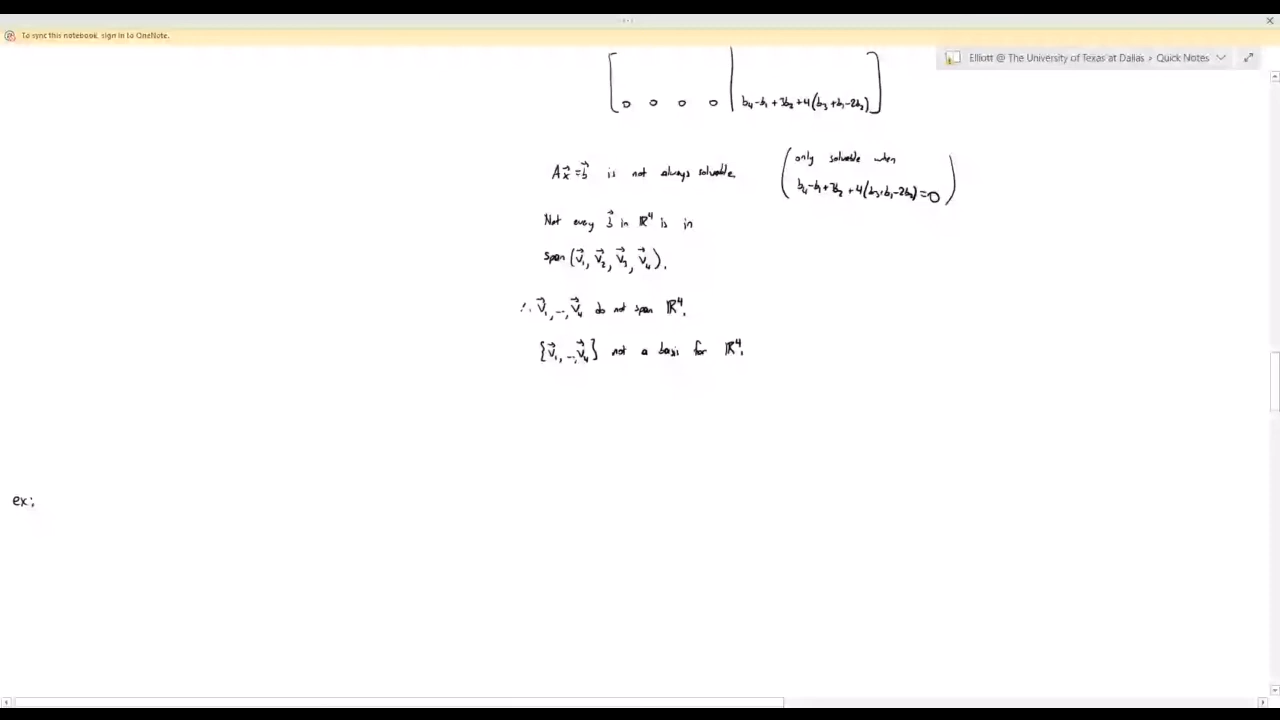 To sync this notebook, sign in to OneNote.
Elliott @ The University of Texas at Dallas > Quick Notes
0 0 0 0 | b₄-b₁+3b₂+4(b₃+b₁-2b₂)
Ax⃗=b⃗ is not always solvable.
(only solvable when
b₄-b₁+3b₂+4(b₃+b₁-2b₂)=0)
Not every b⃗ in ℝ⁴ is in
span(v⃗₁, v⃗₂, v⃗₃, v⃗₄).
∴ v⃗₁, ..., v⃗₄ do not span ℝ⁴.
{v⃗₁, ..., v⃗₄} not a basis for ℝ⁴.
ex: